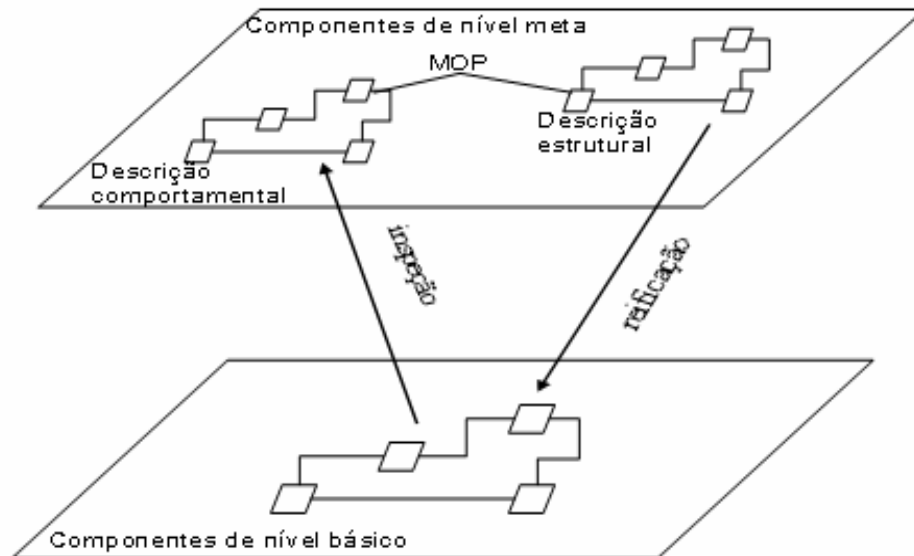 Componentes de nível meta
MOP
Descrição
estrutural
Descrição
comportamental
inspeção
reificação
Componentes de nível básico